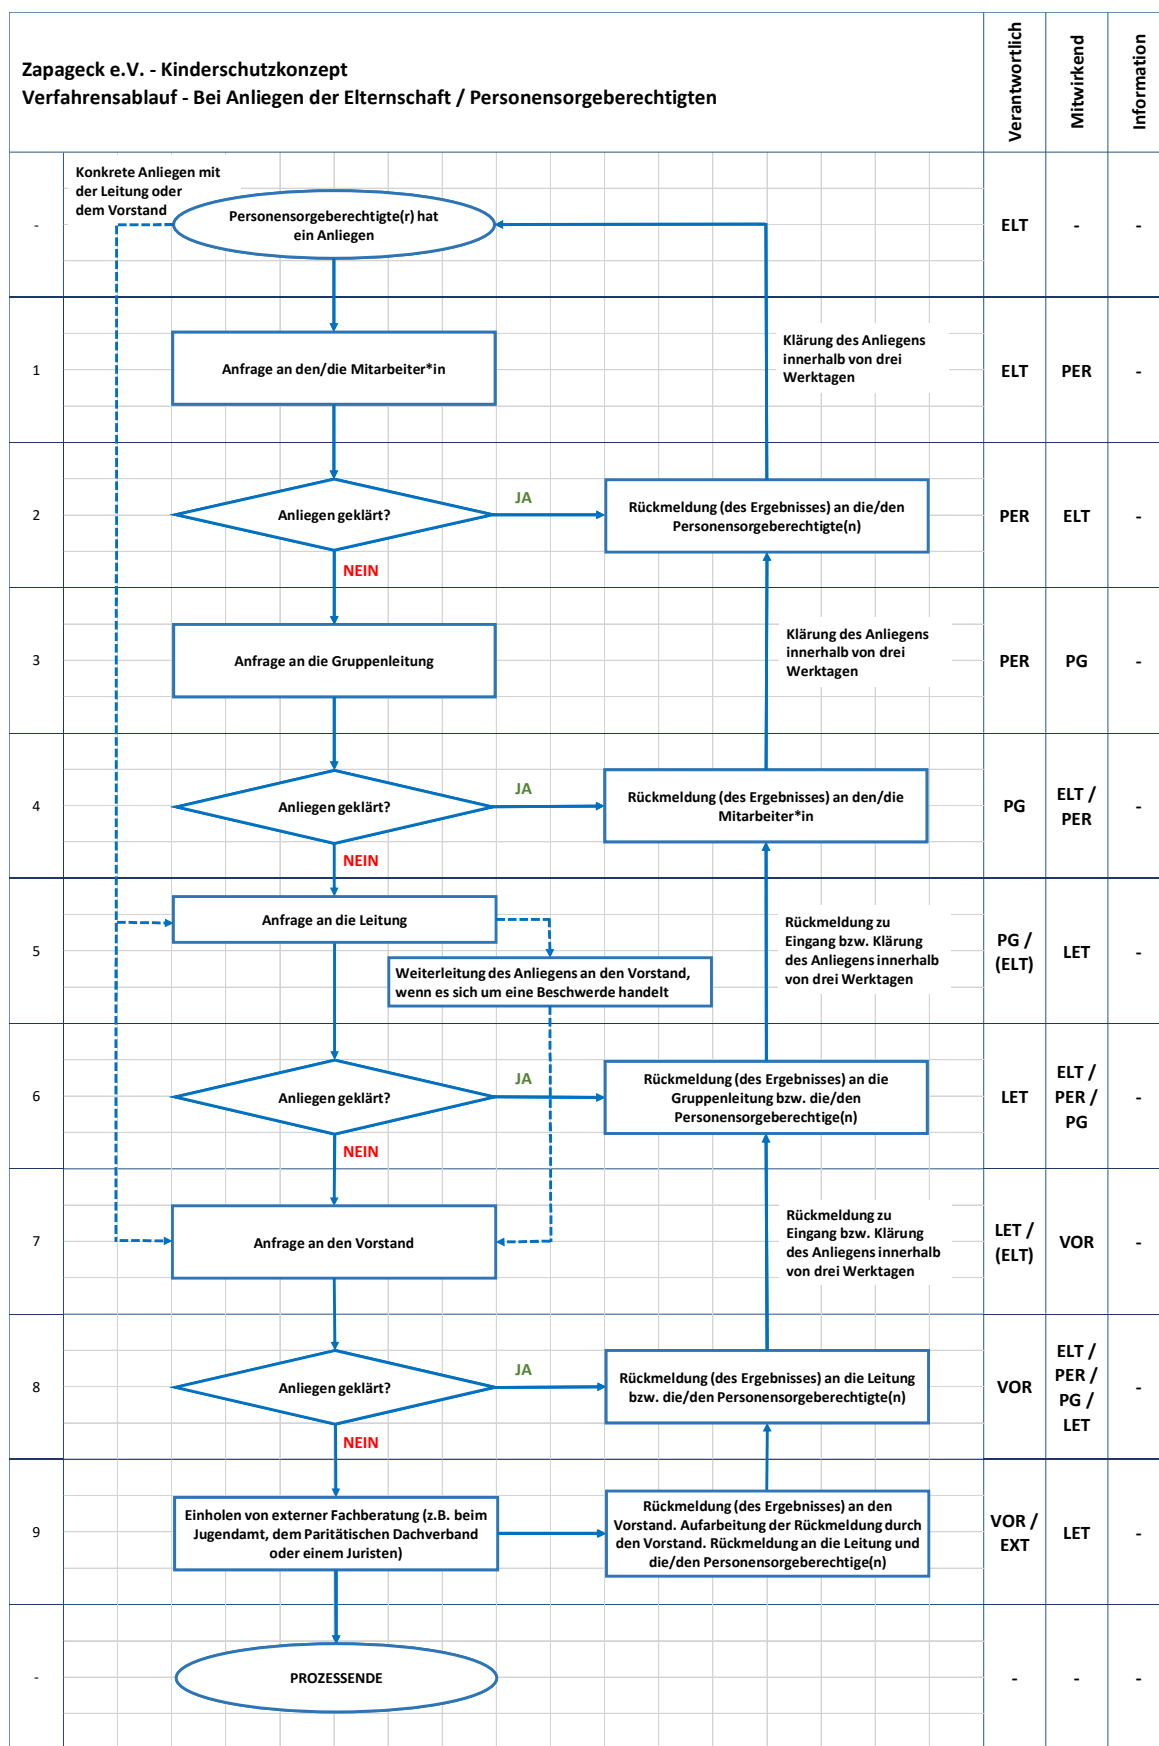 Zapageck e.V. - Kinderschutzkonzept
Verfahrensablauf - Bei Anliegen der Elternschaft / Personensorgeberechtigten
Verantwortlich
Mitwirkend
Information
Konkrete Anliegen mit
der Leitung oder
dem Vorstand
-
Personensorgeberechtigte(r) hat
ein Anliegen
ELT
-
-
1
Anfrage an den/die Mitarbeiter*in
Klärung des Anliegens
innerhalb von drei
Werktagen
ELT
PER
-
2
Anliegen geklärt?
JA
NEIN
Rückmeldung (des Ergebnisses) an die/den
Personensorgeberechtigte(n)
PER
ELT
-
3
Anfrage an die Gruppenleitung
Klärung des Anliegens
innerhalb von drei
Werktagen
PER
PG
-
4
Anliegen geklärt?
JA
NEIN
Rückmeldung (des Ergebnisses) an den/die
Mitarbeiter*in
PG
ELT /
PER
-
5
Anfrage an die Leitung
Weiterleitung des Anliegens an den Vorstand,
wenn es sich um eine Beschwerde handelt
Rückmeldung zu
Eingang bzw. Klärung
des Anliegens innerhalb
von drei Werktagen
PG /
(ELT)
LET
-
6
Anliegen geklärt?
JA
NEIN
Rückmeldung (des Ergebnisses) an die
Gruppenleitung bzw. die/den
Personensorgeberechtige(n)
LET
ELT /
PER /
PG
-
7
Anfrage an den Vorstand
Rückmeldung zu
Eingang bzw. Klärung
des Anliegens innerhalb
von drei Werktagen
LET /
(ELT)
VOR
-
8
Anliegen geklärt?
JA
NEIN
Rückmeldung (des Ergebnisses) an die Leitung
bzw. die/den Personensorgeberechtigte(n)
VOR
ELT /
PER /
PG /
LET
-
9
Einholen von externer Fachberatung (z.B. beim
Jugendamt, dem Paritätischen Dachverband
oder einem Juristen)
Rückmeldung (des Ergebnisses) an den
Vorstand. Aufarbeitung der Rückmeldung durch
den Vorstand. Rückmeldung an die Leitung und
die/den Personensorgeberechtige(n)
VOR /
EXT
LET
-
-
PROZESSENDE
-
-
-